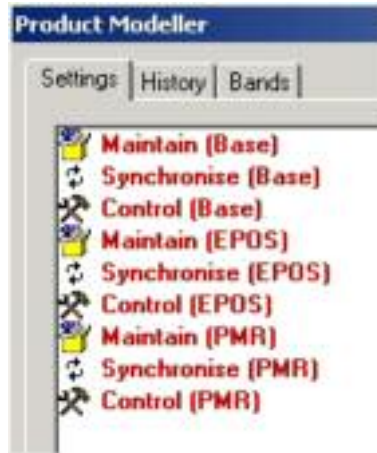 Product Modeller
Settings History Bands
Maintain (Base)
Synchronise (Base)
Control (Base)
Maintain (EPOS)
Synchronise (EPOS)
Control (EPOS)
Maintain (PMR)
Synchronise (PMR)
Control (PMR)